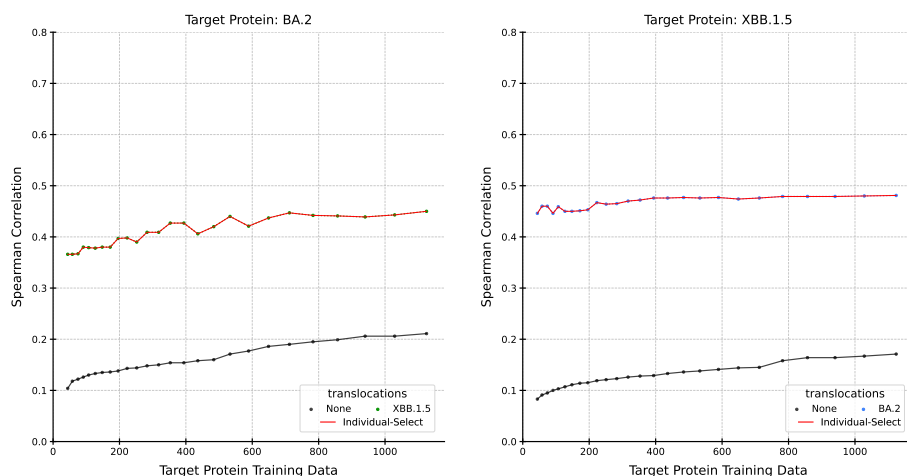 Target Protein: BA.2
0.8
0.7
0.6
0.5
0.4
0.3
0.2
0.1
0.0
Spearman Correlation
0 200 400 600 800 1000
Target Protein Training Data
translocations
None XBB.1.5
Individual-Select
Target Protein: XBB.1.5
0.8
0.7
0.6
0.5
0.4
0.3
0.2
0.1
0.0
Spearman Correlation
0 200 400 600 800 1000
Target Protein Training Data
translocations
None BA.2
Individual-Select